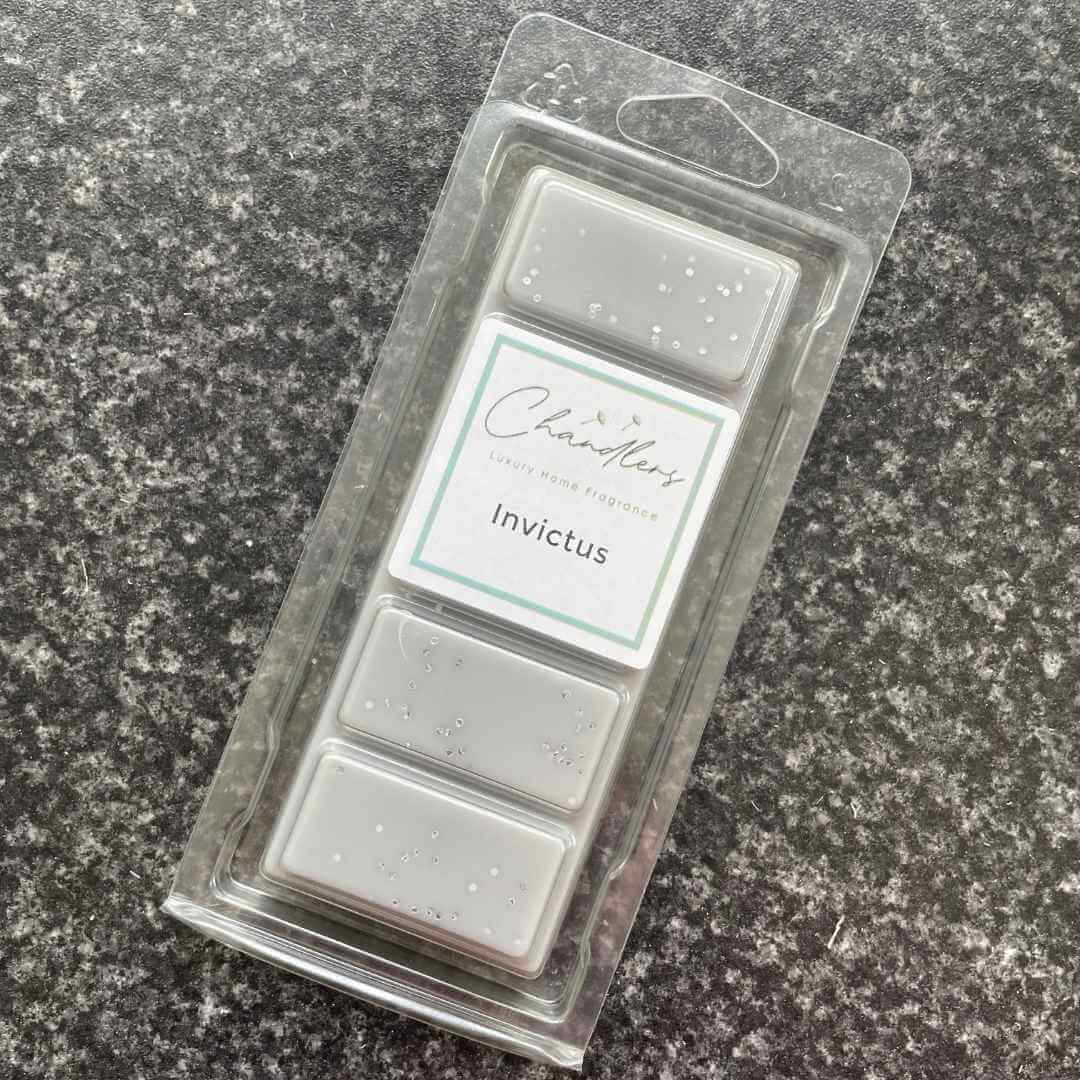 Chandlers
Luxury Home Fragrance
Invictus